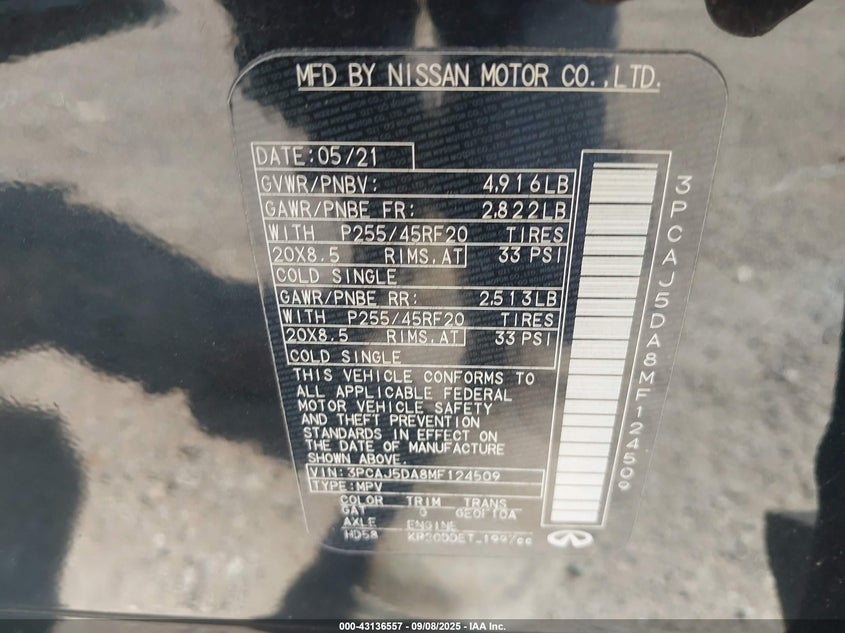 MFD BY NISSAN MOTOR CO.,LTD.
DATE:05/21
GVWR/PNBV: 4,916LB
GAWR/PNBE FR: 2,822LB
WITH P255/45RF20 TIRES
20X8.5 RIMS,AT 33 PSI
COLD SINGLE
GAWR/PNBE RR: 2,513LB
WITH P255/45RF20 TIRES
20X8.5 RIMS,AT 33 PSI
COLD SINGLE
THIS VEHICLE CONFORMS TO
ALL APPLICABLE FEDERAL
MOTOR VEHICLE SAFETY
AND THEFT PREVENTION
STANDARDS IN EFFECT ON
THE DATE OF MANUFACTURE
SHOWN ABOVE.
VIN:3PCAJ5DA8MF124509
TYPE:MPV
COLOR TRIM TRANS
GAT G
AXLE ENGINE
HD58 KR20DDET_1997cc
3PCAJ5DA8MF124509
000-43136557 - 09/08/2025 - IAA Inc.